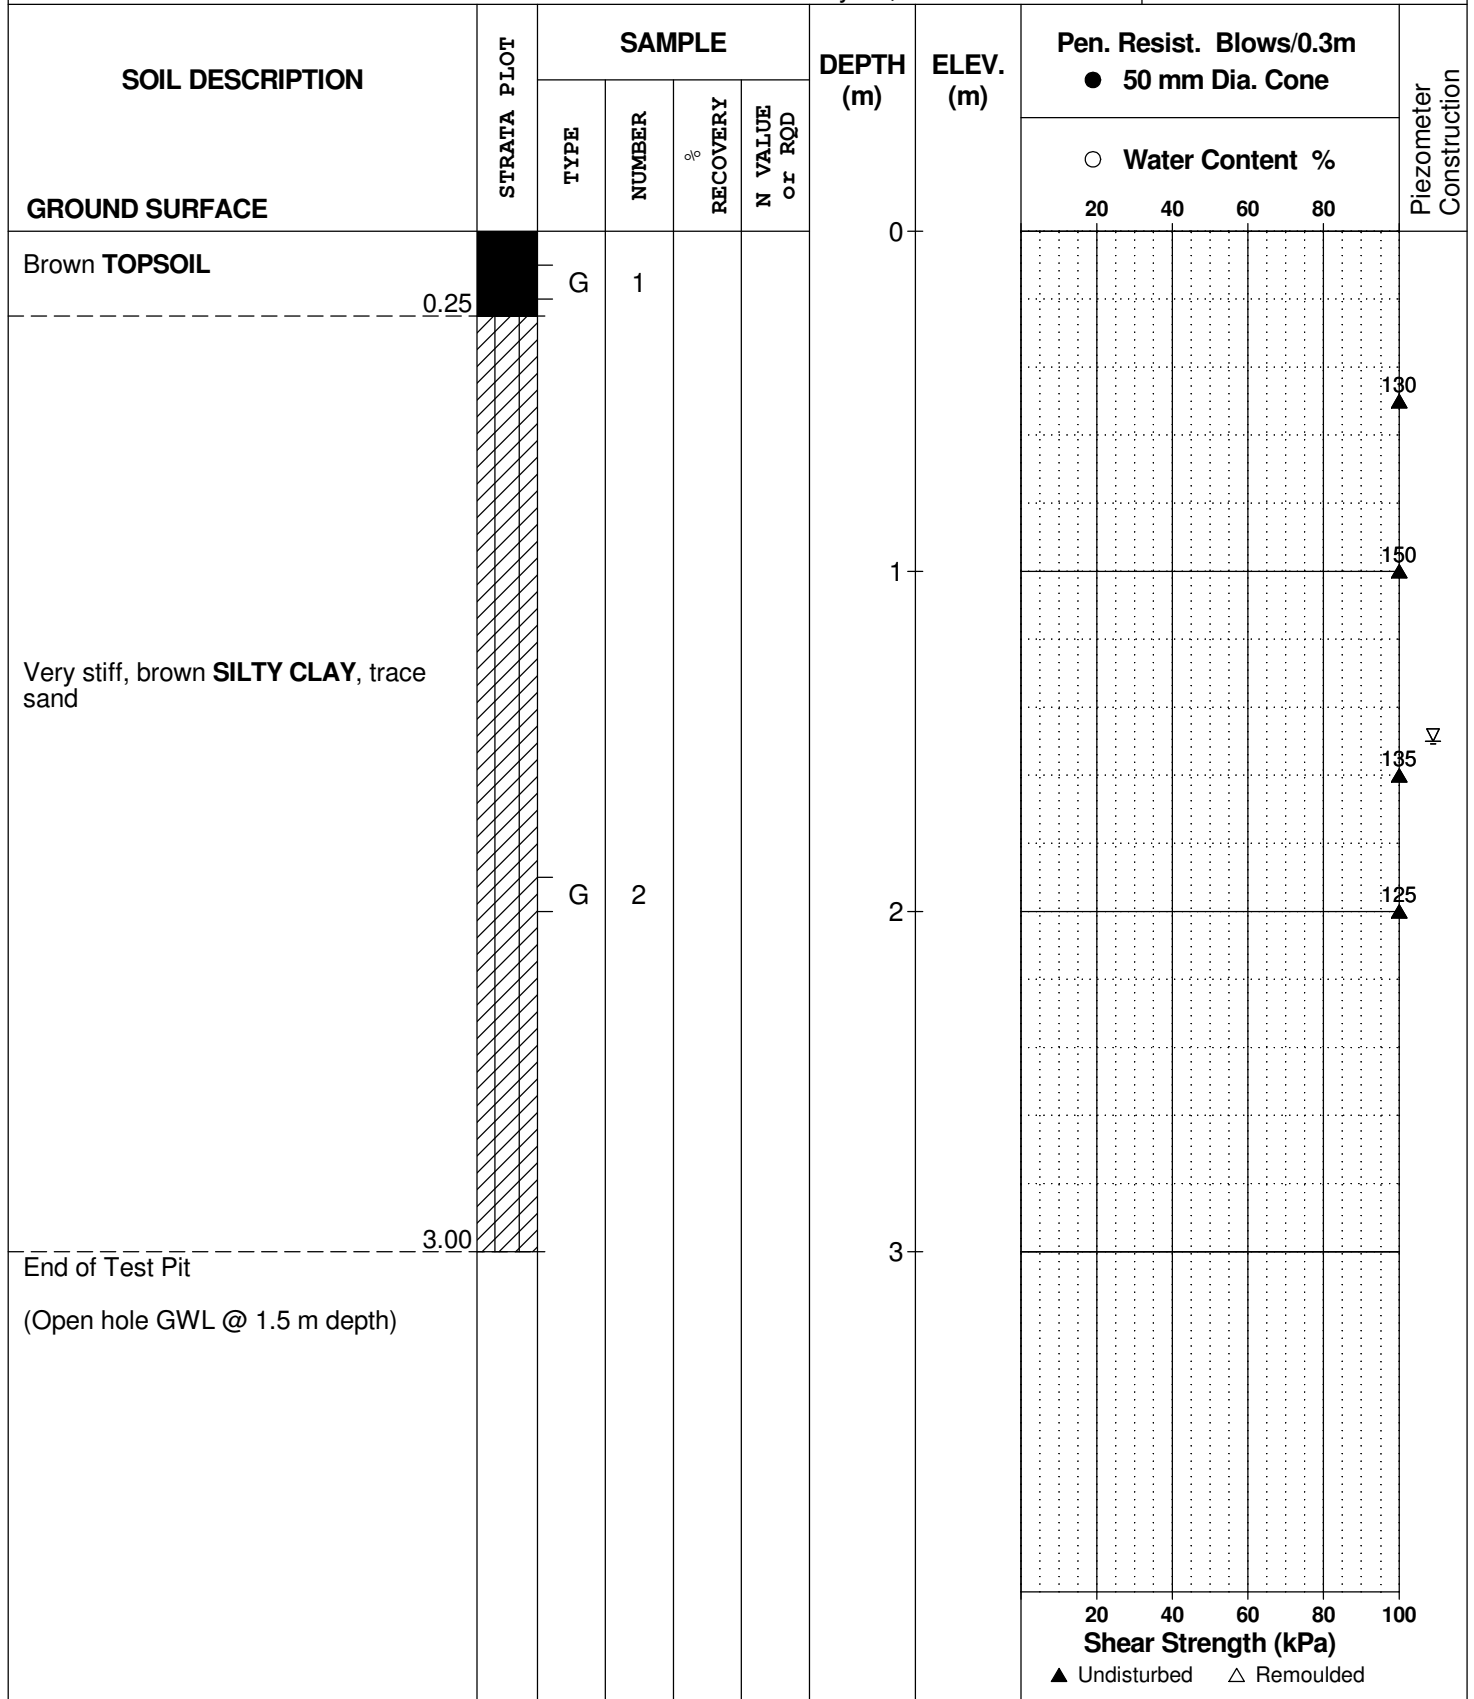 SOIL DESCRIPTION
GROUND SURFACE
STRATA PLOT
SAMPLE
TYPE
NUMBER
%
RECOVERY
N VALUE
or RQD
DEPTH
(m)
ELEV.
(m)
Pen. Resist. Blows/0.3m
● 50 mm Dia. Cone
○ Water Content %
20 40 60 80
Piezometer
Construction
0
Brown TOPSOIL
G 1
0.25
130
150
1
Very stiff, brown SILTY CLAY, trace
sand
135
G 2
125
2
3.00
3
End of Test Pit
(Open hole GWL @ 1.5 m depth)
20 40 60 80 100
Shear Strength (kPa)
▲ Undisturbed △ Remoulded